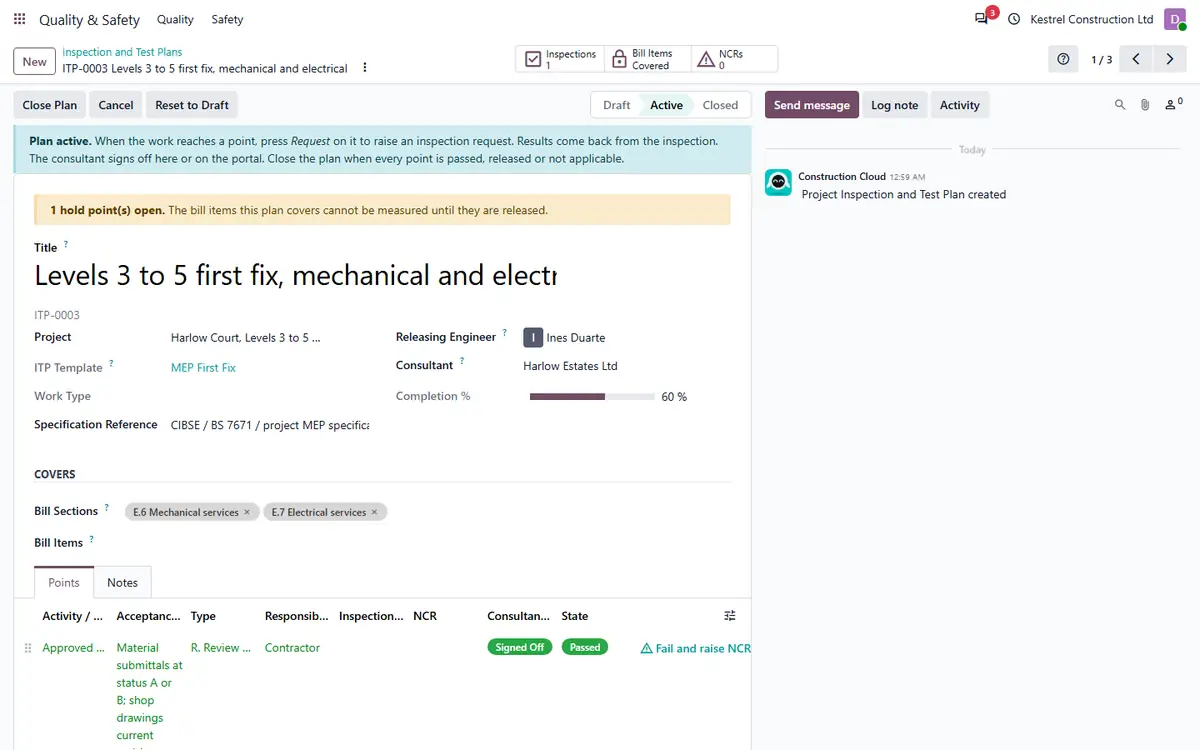 Quality & Safety Quality Safety 3 Kestrel Construction Ltd D
New Inspection and Test Plans
ITP-0003 Levels 3 to 5 first fix, mechanical and electrical
Inspections 1 Bill Items Covered NCRs 0 1 / 3
Close Plan Cancel Reset to Draft Draft Active Closed Send message Log note Activity 0
Plan active. When the work reaches a point, press Request on it to raise an inspection request. Results come back from the inspection.
The consultant signs off here or on the portal. Close the plan when every point is passed, released or not applicable.
Today
Construction Cloud 12:59 AM
Project Inspection and Test Plan created
1 hold point(s) open. The bill items this plan covers cannot be measured until they are released.
Title ?
Levels 3 to 5 first fix, mechanical and electr
ITP-0003
Project Harlow Court, Levels 3 to 5 ... Releasing Engineer ? I Ines Duarte
ITP Template ? MEP First Fix Consultant ? Harlow Estates Ltd
Work Type Completion % 60 %
Specification Reference CIBSE / BS 7671 / project MEP specifica
COVERS
Bill Sections ? E.6 Mechanical services × E.7 Electrical services ×
Bill Items ?
Points Notes
Activity / ... Acceptanc... Type Responsib... Inspection... NCR Consultan... State
Approved ... Material R. Review ... Contractor Signed Off Passed Fail and raise NCR
submittals at
status A or
B; shop
drawings
current